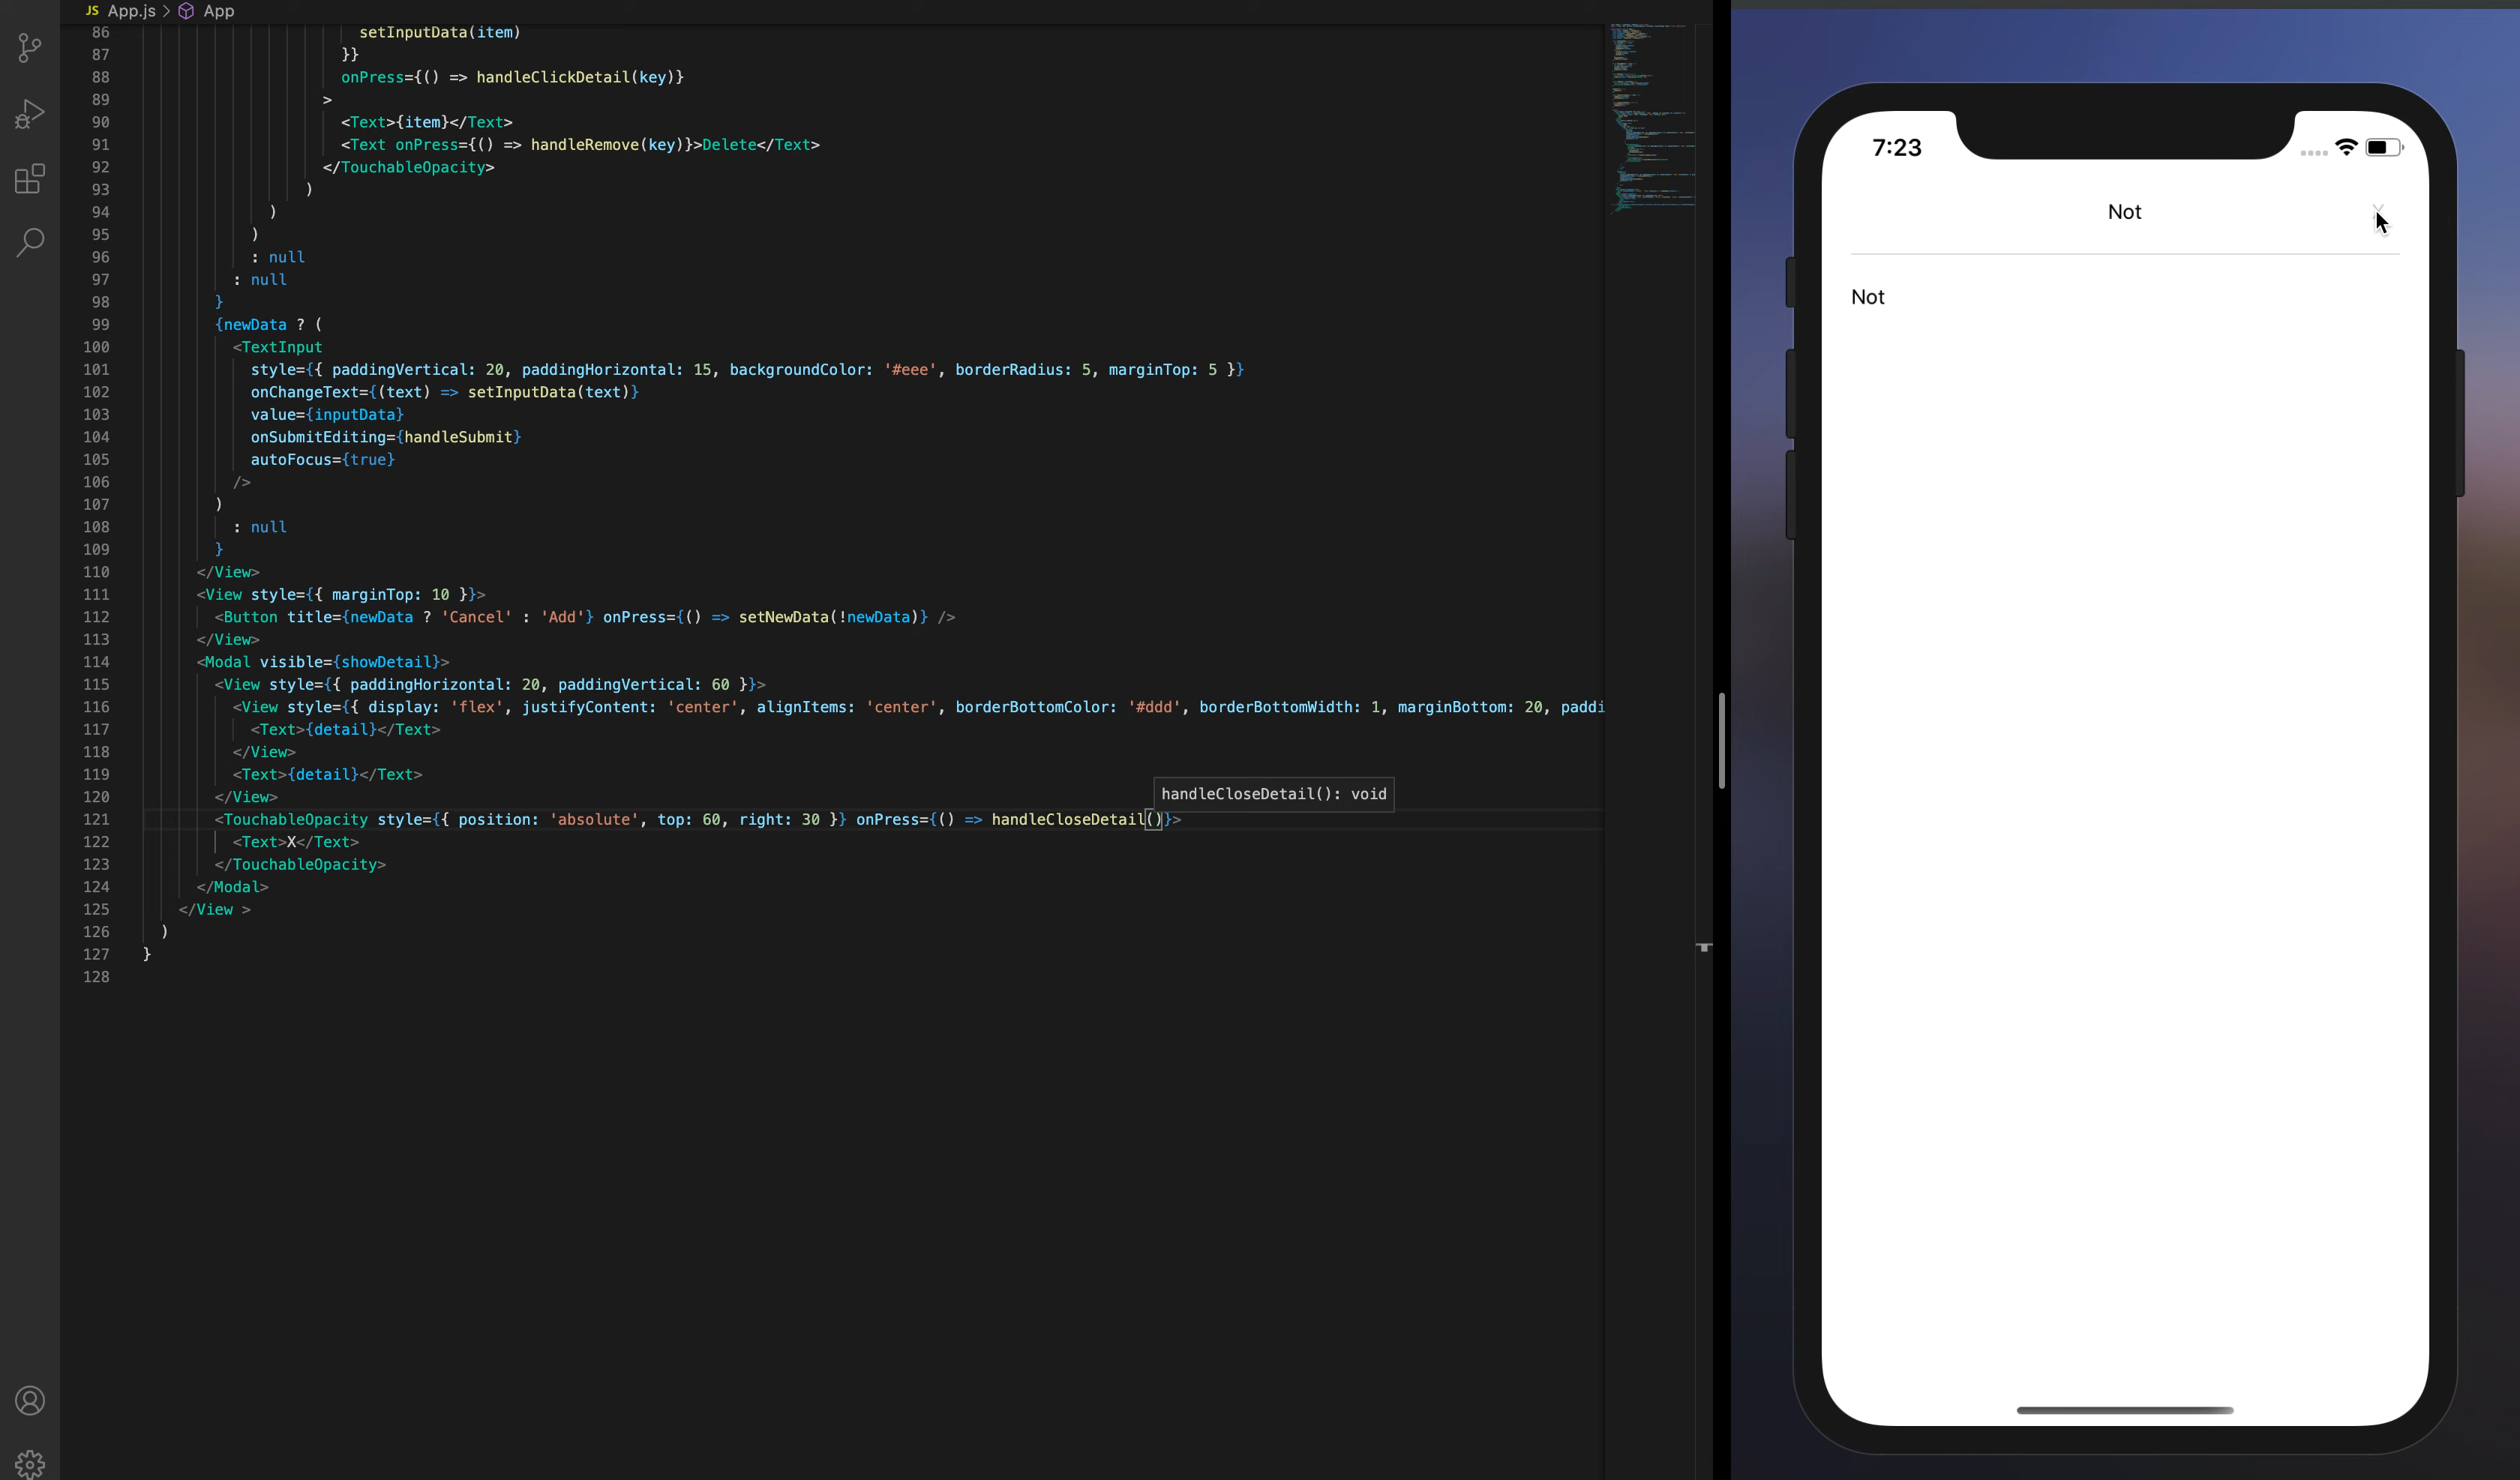 JS App.js > App
86 setInputData(item)
87 }}
88 onPress={() => handleClickDetail(key)}
89 >
90 <Text>{item}</Text>
91 <Text onPress={() => handleRemove(key)}>Delete</Text>
92 </TouchableOpacity>
93 )
94 )
95 )
96 : null
97 : null
98 }
99 {newData ? (
100 <TextInput
101 style={{ paddingVertical: 20, paddingHorizontal: 15, backgroundColor: '#eee', borderRadius: 5, marginTop: 5 }}
102 onChangeText={(text) => setInputData(text)}
103 value={inputData}
104 onSubmitEditing={handleSubmit}
105 autoFocus={true}
106 />
107 )
108 : null
109 }
110 </View>
111 <View style={{ marginTop: 10 }}>
112 <Button title={newData ? 'Cancel' : 'Add'} onPress={() => setNewData(!newData)} />
113 </View>
114 <Modal visible={showDetail}>
115 <View style={{ paddingHorizontal: 20, paddingVertical: 60 }}>
116 <View style={{ display: 'flex', justifyContent: 'center', alignItems: 'center', borderBottomColor: '#ddd', borderBottomWidth: 1, marginBottom: 20, paddi
117 <Text>{detail}</Text>
118 </View>
119 <Text>{detail}</Text>
120 </View>
handleCloseDetail(): void
121 <TouchableOpacity style={{ position: 'absolute', top: 60, right: 30 }} onPress={() => handleCloseDetail()}>
122 <Text>X</Text>
123 </TouchableOpacity>
124 </Modal>
125 </View >
126 )
127 }
128
7:23
Not
X
Not